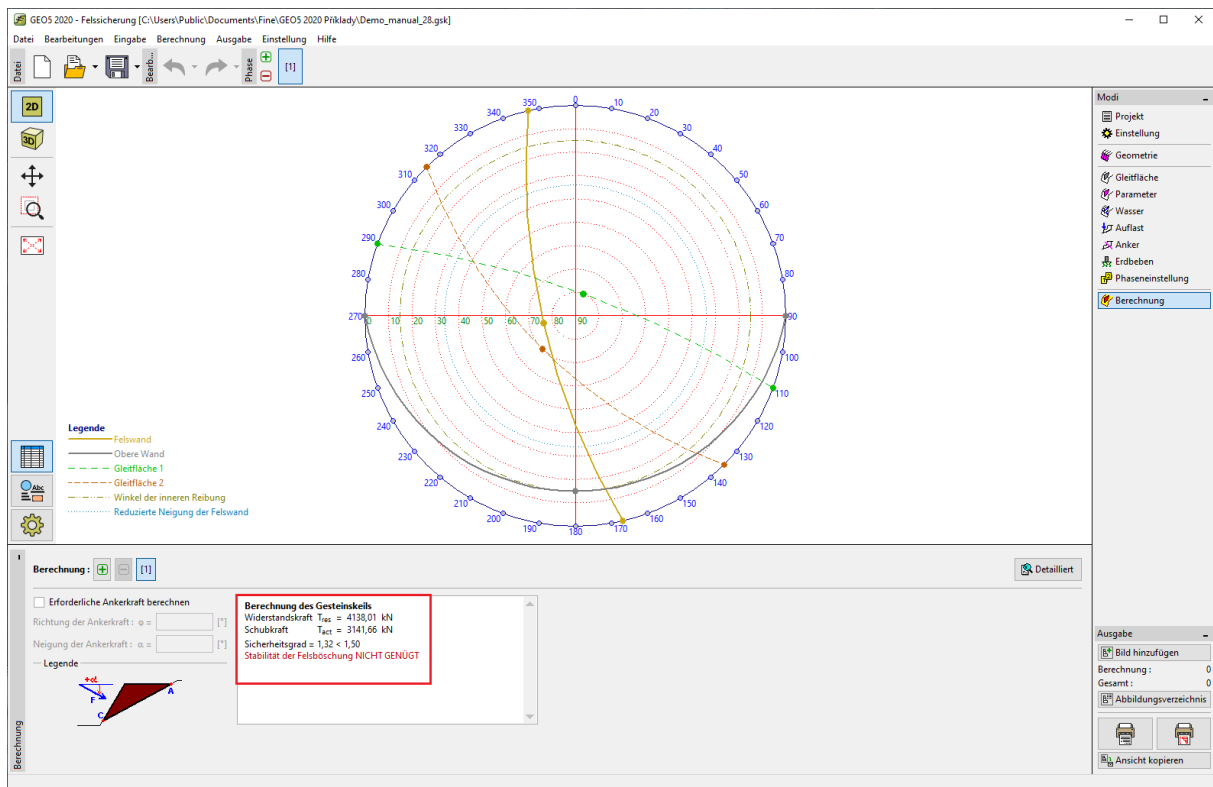 GEO5 2020 - Felssicherung [C:\Users\Public\Documents\Fine\GEO5 2020 Příklady\Demo_manual_28.gsk]
Datei Bearbeitungen Eingabe Berechnung Ausgabe Einstellung Hilfe
Datei
Bearb...
Phase
[1]
2D
3D
0
10
20
30
40
50
60
70
80
90
100
110
120
130
140
150
160
170
180
190
200
210
220
230
240
250
260
270
280
290
300
310
320
330
340
350
0 10 20 30 40 50 60 70 80 90
Legende
Felswand
Obere Wand
Gleitfläche 1
Gleitfläche 2
Winkel der inneren Reibung
Reduzierte Neigung der Felswand
Abc
Modi
Projekt
Einstellung
Geometrie
Gleitfläche
Parameter
Wasser
Auflast
Anker
Erdbeben
Phaseneinstellung
Berechnung
Berechnung : [1]
Detailliert
Erforderliche Ankerkraft berechnen
Richtung der Ankerkraft : φ = [°]
Neigung der Ankerkraft : α = [°]
Legende
+α
F
A
C
Berechnung des Gesteinskeils
Widerstandskraft Tres = 4138,01 kN
Schubkraft Tact = 3141,66 kN
Sicherheitsgrad = 1,32 < 1,50
Stabilität der Felsböschung NICHT GENÜGT
Berechnung
Ausgabe
Bild hinzufügen
Berechnung : 0
Gesamt : 0
Abbildungsverzeichnis
Ansicht kopieren